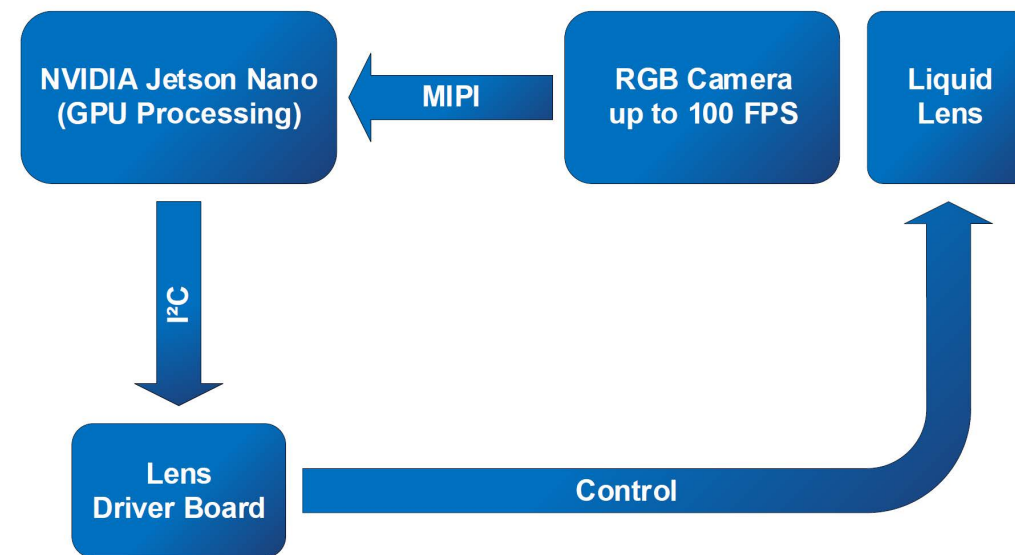 NVIDIA Jetson Nano
(GPU Processing)
MIPI
RGB Camera
up to 100 FPS
Liquid
Lens
I²C
Lens
Driver Board
Control